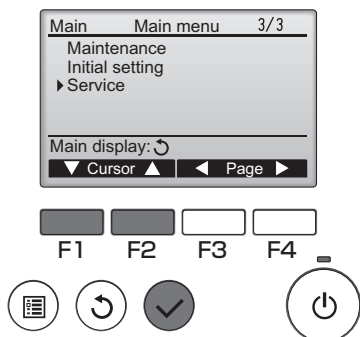 Main Main menu 3/3
Maintenance
Initial setting
Service
Main display:
Cursor Page
F1 F2 F3 F4